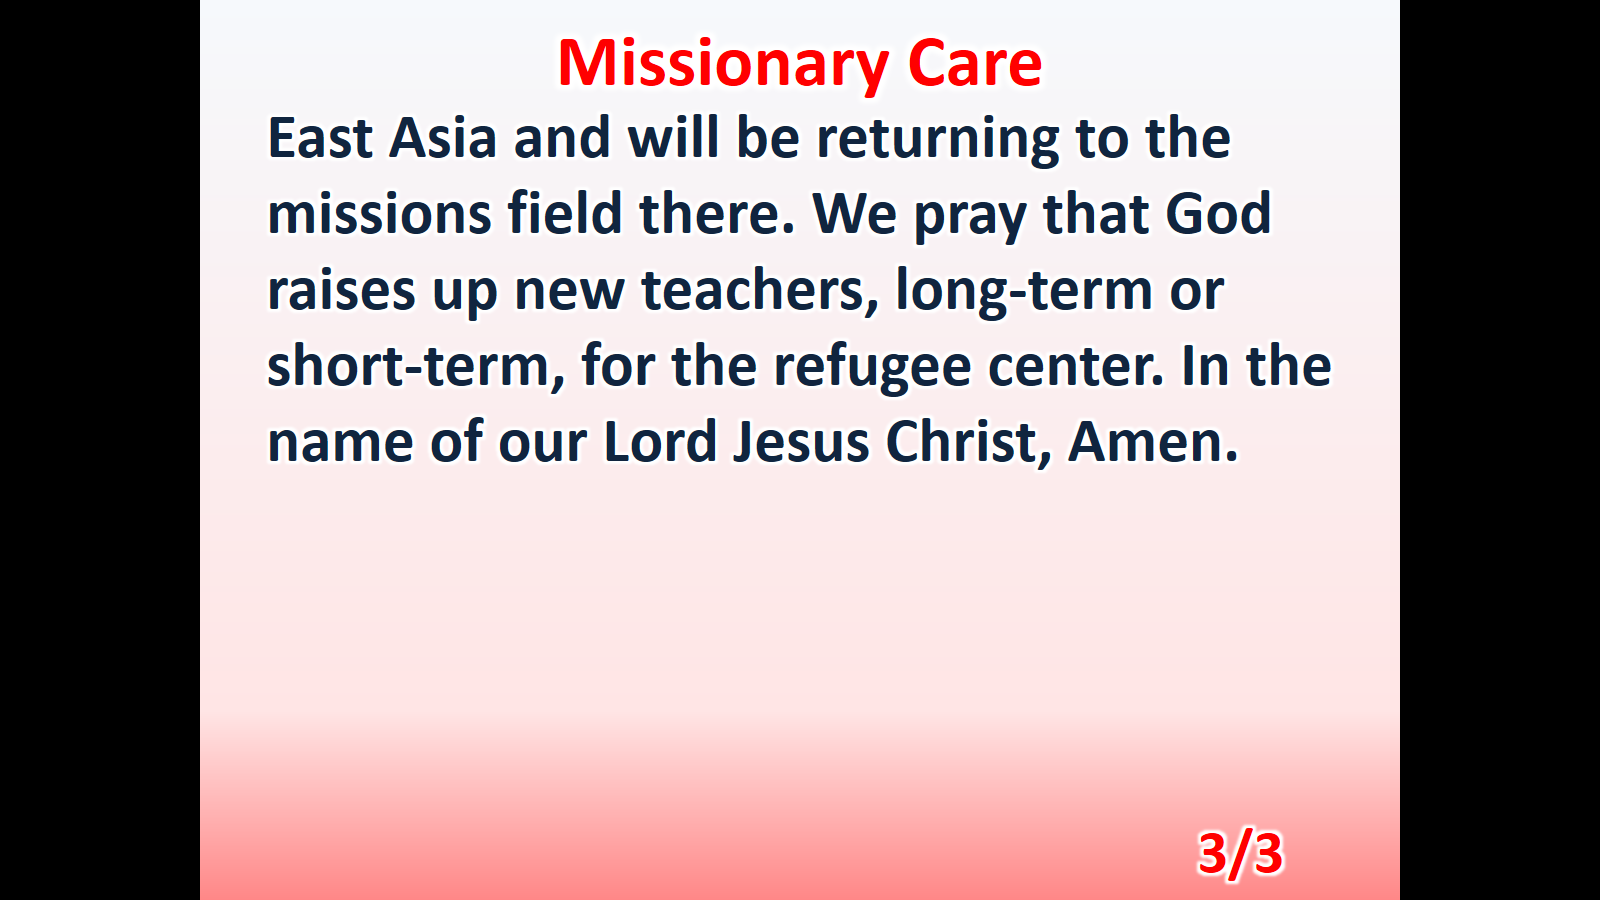 Missionary Care
East Asia and will be returning to the
missions field there. We pray that God
raises up new teachers, long-term or
short-term, for the refugee center. In the
name of our Lord Jesus Christ, Amen.
3/3